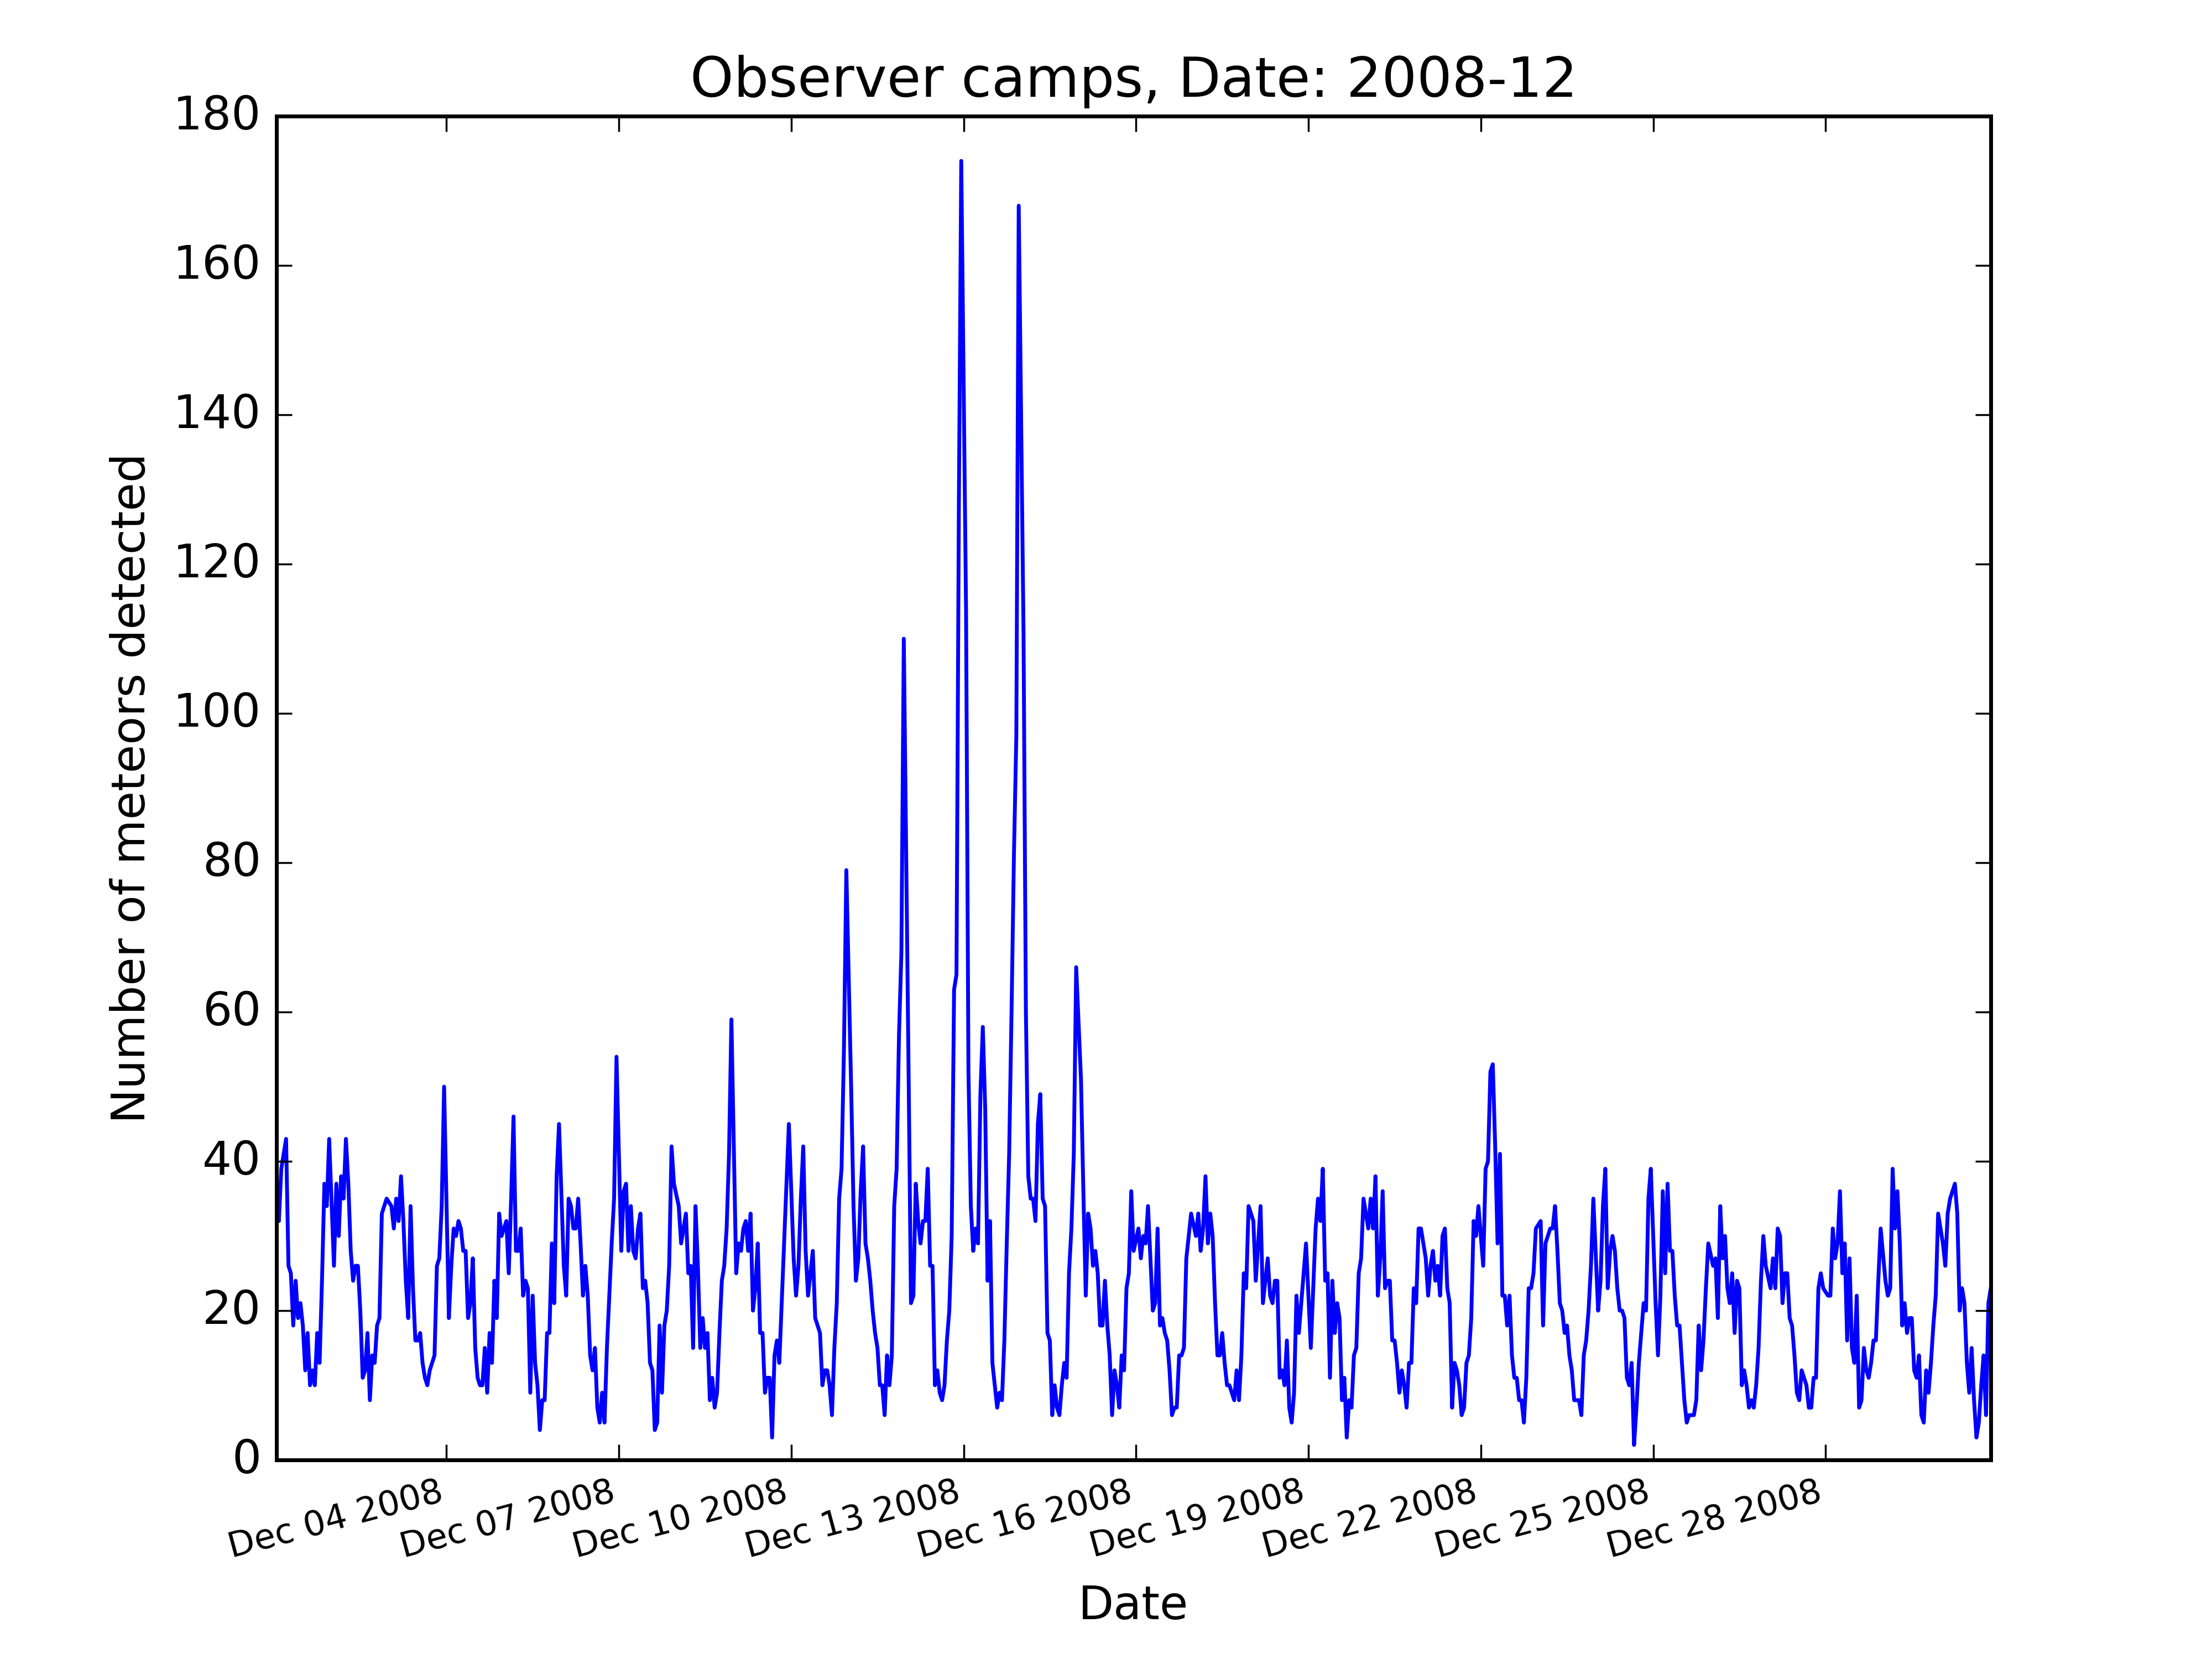 Observer camps, Date: 2008-12
180
160
140
120
100
80
60
40
20
0
Number of meteors detected
Dec 04 2008
Dec 07 2008
Dec 10 2008
Dec 13 2008
Dec 16 2008
Dec 19 2008
Dec 22 2008
Dec 25 2008
Dec 28 2008
Date